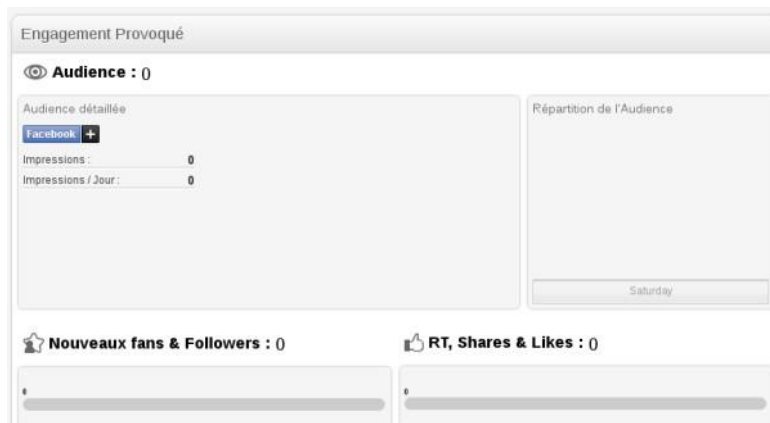 Engagement Provoqué
Audience : 0
Audience détaillée
Répartition de l'Audience
Facebook +
Impressions : 0
Impressions / Jour : 0
Saturday
Nouveaux fans & Followers : 0
RT, Shares & Likes : 0
0
0